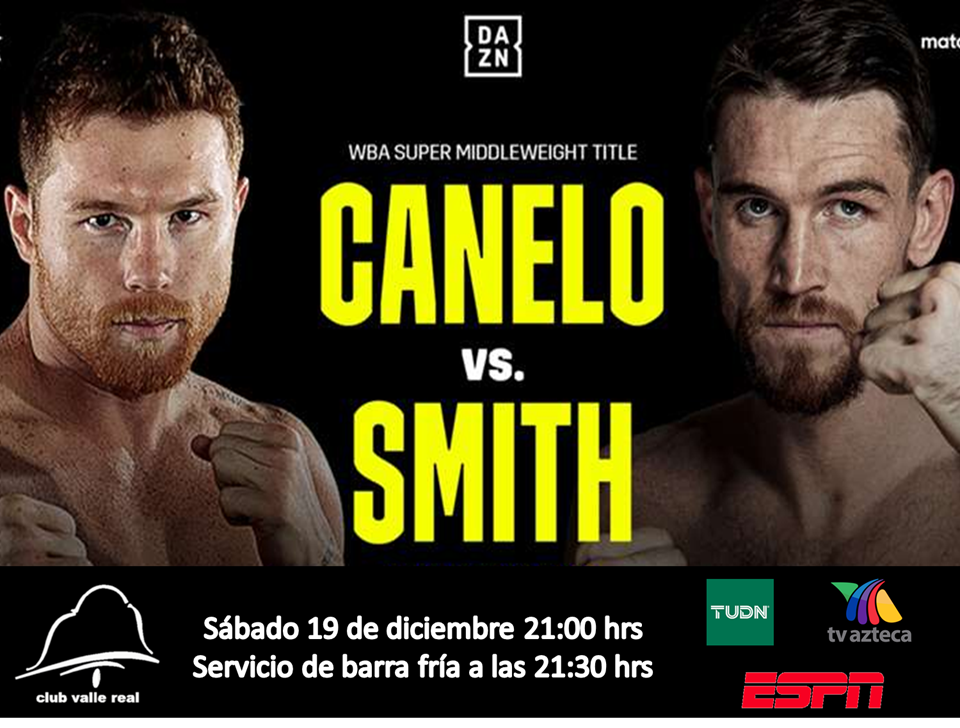 DAZN
WBA SUPER MIDDLEWEIGHT TITLE
CANELO
vs.
SMITH
Sábado 19 de diciembre 21:00 hrs
Servicio de barra fría a las 21:30 hrs
club valle real
TUDN
tv azteca
ESPN